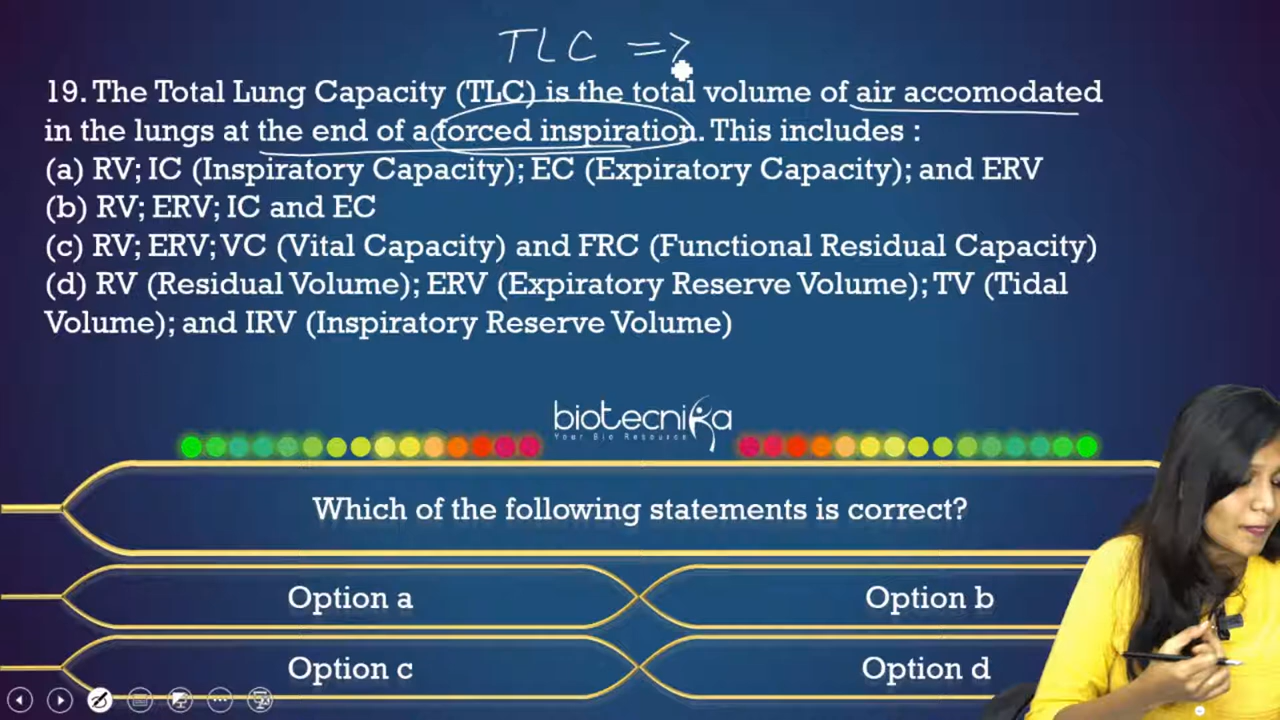 TLC =>
19. The Total Lung Capacity (TLC) is the total volume of air accomodated
in the lungs at the end of a forced inspiration. This includes :
(a) RV; IC (Inspiratory Capacity); EC (Expiratory Capacity); and ERV
(b) RV; ERV; IC and EC
(c) RV; ERV; VC (Vital Capacity) and FRC (Functional Residual Capacity)
(d) RV (Residual Volume); ERV (Expiratory Reserve Volume); TV (Tidal
Volume); and IRV (Inspiratory Reserve Volume)
biotecnika
Your Bio Resource
Which of the following statements is correct?
Option a
Option b
Option c
Option d